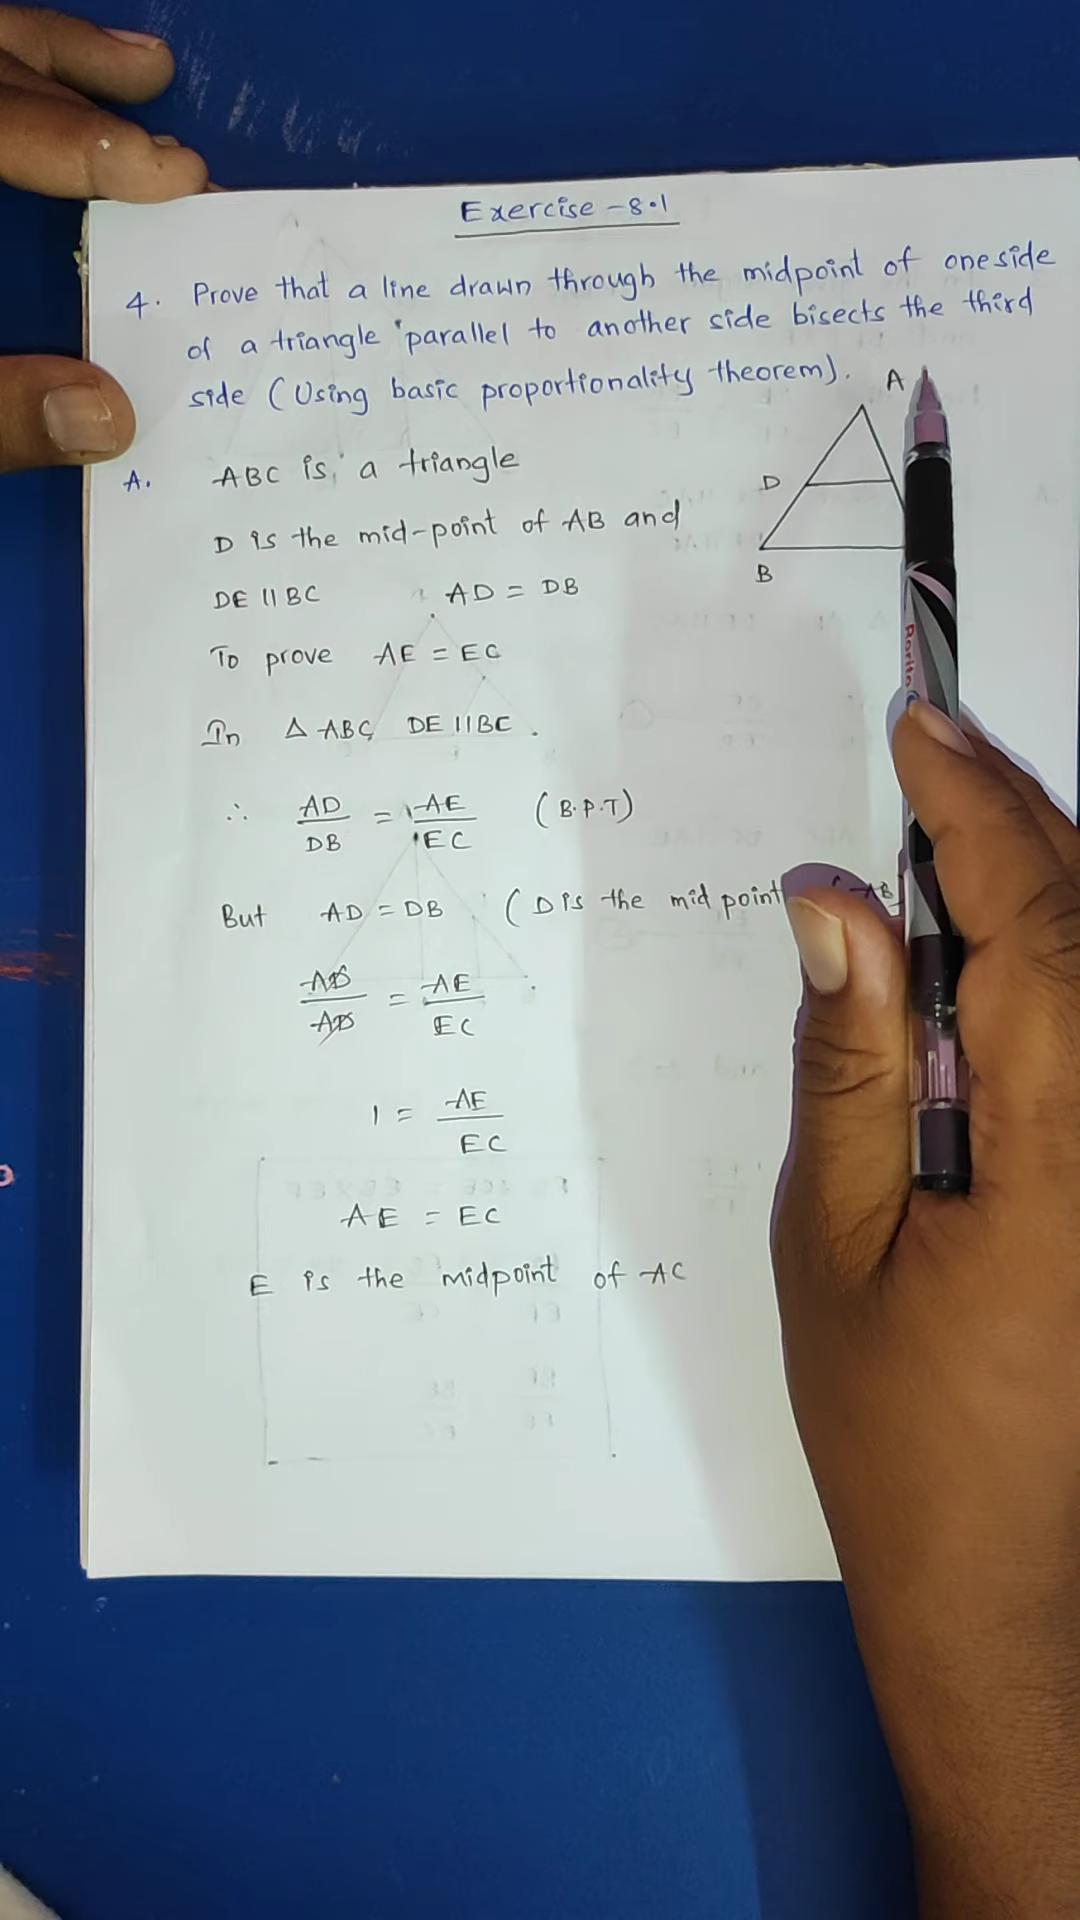 Exercise - 8.1
4. Prove that a line drawn through the midpoint of oneside
of a triangle parallel to another side bisects the third
side (Using basic proportionality theorem).
A
D
B
A. ABC is a triangle
D is the mid-point of AB and
DE || BC AD = DB
To prove AE = EC
In Δ ABC, DE || BC .
∴ AD/DB = AE/EC (B.P.T)
But AD = DB (D is the mid point AB)
AD/AD = AE/EC
1 = AE/EC
AE = EC
E is the midpoint of AC
Rorito